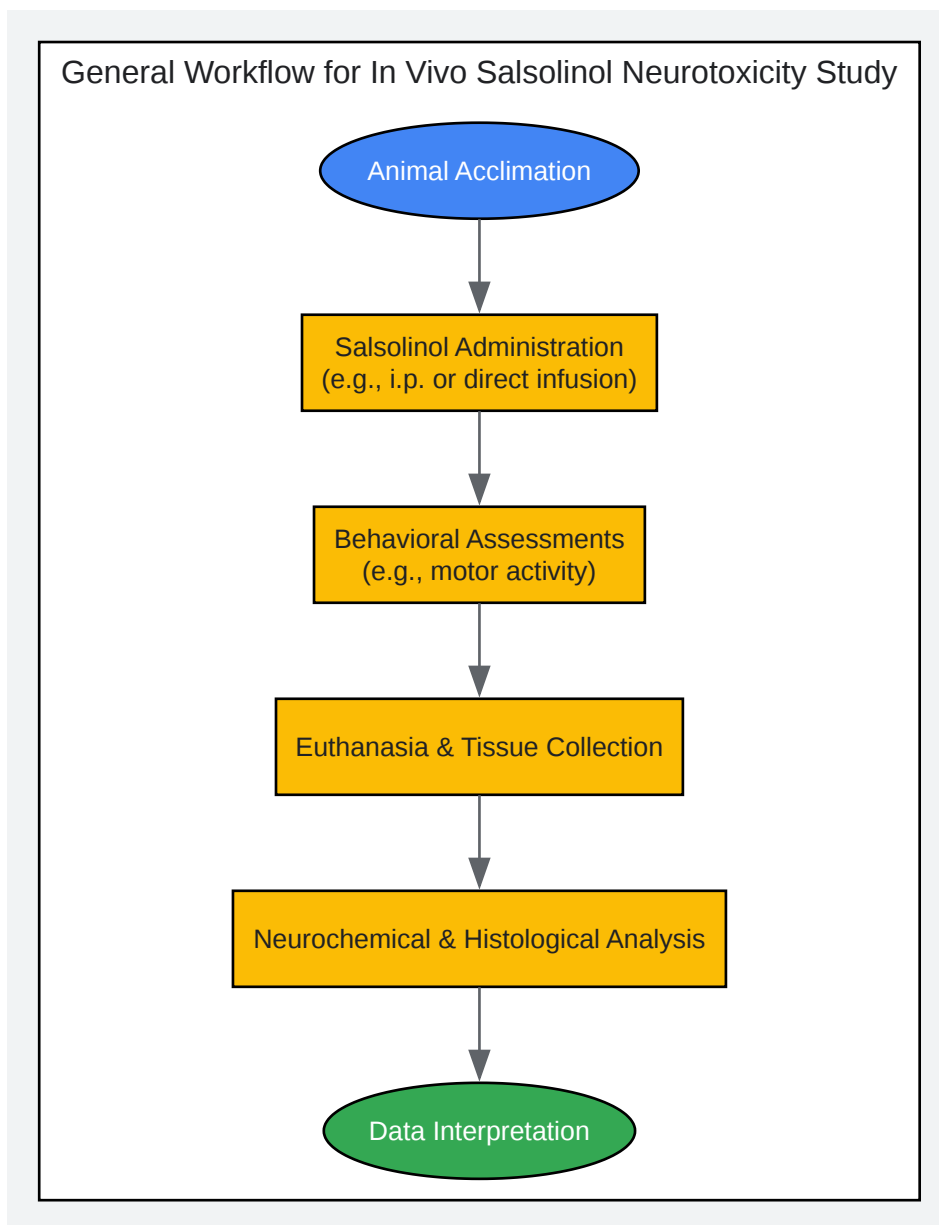 General Workflow for In Vivo Salsolinol Neurotoxicity Study
Animal Acclimation
Salsolinol Administration
(e.g., i.p. or direct infusion)
Behavioral Assessments
(e.g., motor activity)
Euthanasia & Tissue Collection
Neurochemical & Histological Analysis
Data Interpretation